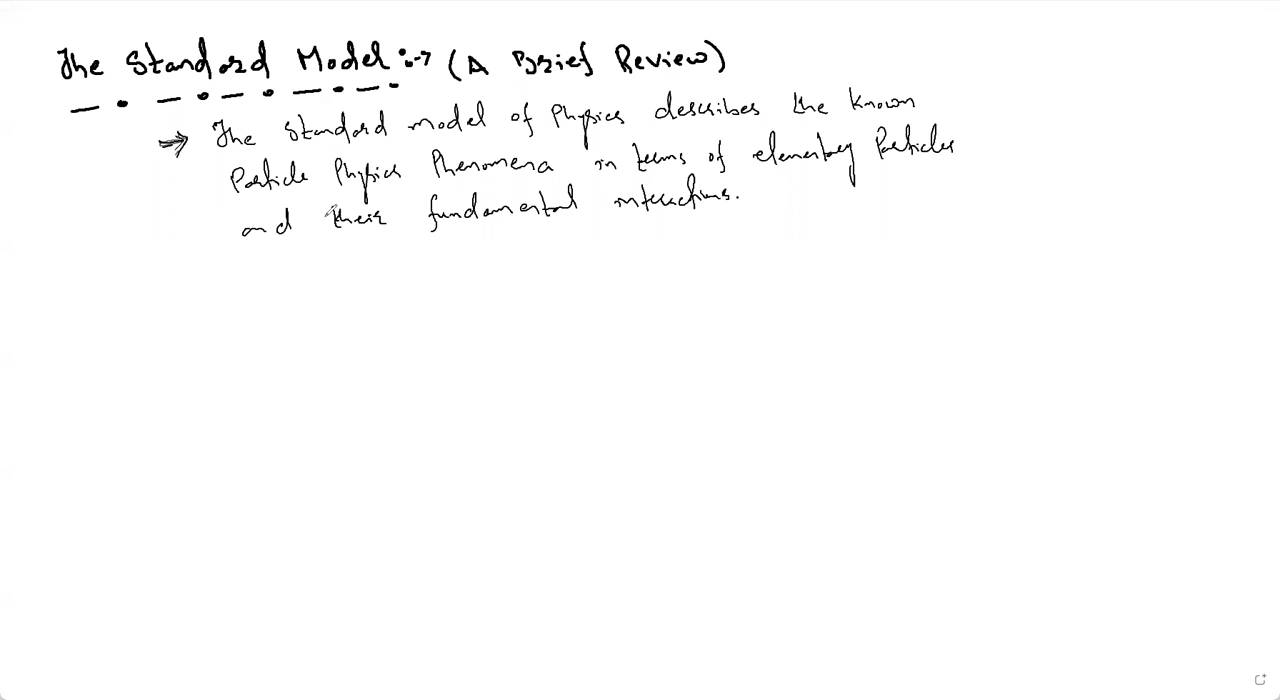 The Standard Model :-> (A Brief Review)
=> The Standard model of Physics describes the known
Particle Physics Phenomena in terms of elementary Particles
and their fundamental interactions.